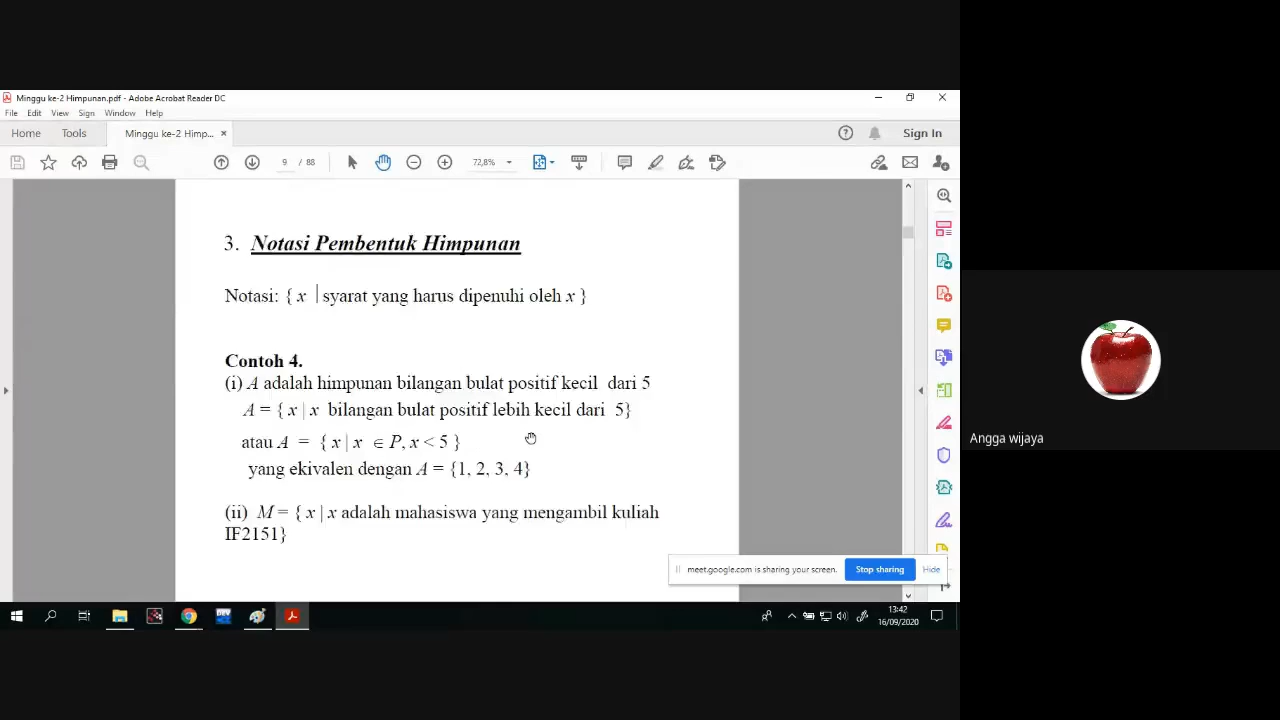 Minggu ke-2 Himpunan.pdf - Adobe Acrobat Reader DC
File Edit View Sign Window Help
Home Tools Minggu ke-2 Himp... × Sign In
9 / 88 72,8%
3. Notasi Pembentuk Himpunan
Notasi: { x | syarat yang harus dipenuhi oleh x }
Contoh 4.
(i) A adalah himpunan bilangan bulat positif kecil dari 5
A = { x | x bilangan bulat positif lebih kecil dari 5}
atau A = { x | x ∈ P, x < 5 }
yang ekivalen dengan A = {1, 2, 3, 4}
(ii) M = { x | x adalah mahasiswa yang mengambil kuliah
IF2151}
meet.google.com is sharing your screen. Stop sharing Hide
13:42
16/09/2020
Angga wijaya